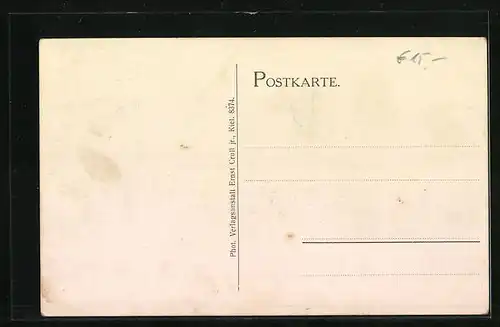 € 15.-
POSTKARTE.
Phot. Verlagsanstalt Ernst Croll jr., Kiel. 8374.